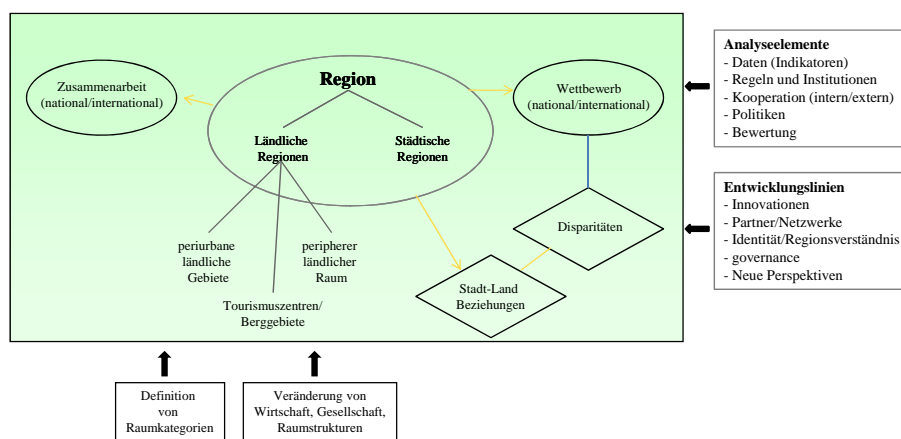 Region
Zusammenarbeit
(national/international)
Wettbewerb
(national/international)
Ländliche
Regionen
Städtische
Regionen
periurbane
ländliche
Gebiete
peripherer
ländlicher
Raum
Tourismuszentren/
Berggebiete
Disparitäten
Stadt-Land
Beziehungen
Analyseelemente
- Daten (Indikatoren)
- Regeln und Institutionen
- Kooperation (intern/extern)
- Politiken
- Bewertung
Entwicklungslinien
- Innovationen
- Partner/Netzwerke
- Identität/Regionsverständnis
- governance
- Neue Perspektiven
Definition
von
Raumkategorien
Veränderung von
Wirtschaft, Gesellschaft,
Raumstrukturen